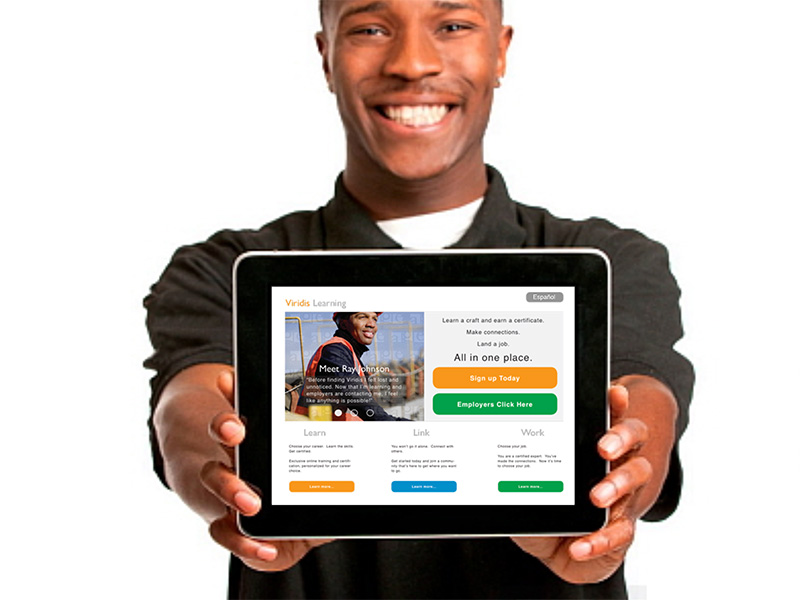 Español
Viridis Learning
Meet Ray Johnson
"Before finding Viridis I felt lost and
unnoticed. Now that I'm learning and
employers are contacting me, I feel
like anything is possible!"
Learn a craft and earn a certificate.
Make connections.
Land a job.
All in one place.
Sign up Today
Employers Click Here
Learn
Choose your career. Learn the skills.
Get certified.
Exclusive online training and certifi-
cation, personalized for your career
choice.
Learn more...
Link
You won't go it alone. Connect with
others.
Get started today and join a commu-
nity that's here to get where you want
to go.
Learn more...
Work
Choose your job.
You are a certified expert. You've
made the connections. Now it's time
to choose your job.
Learn more...